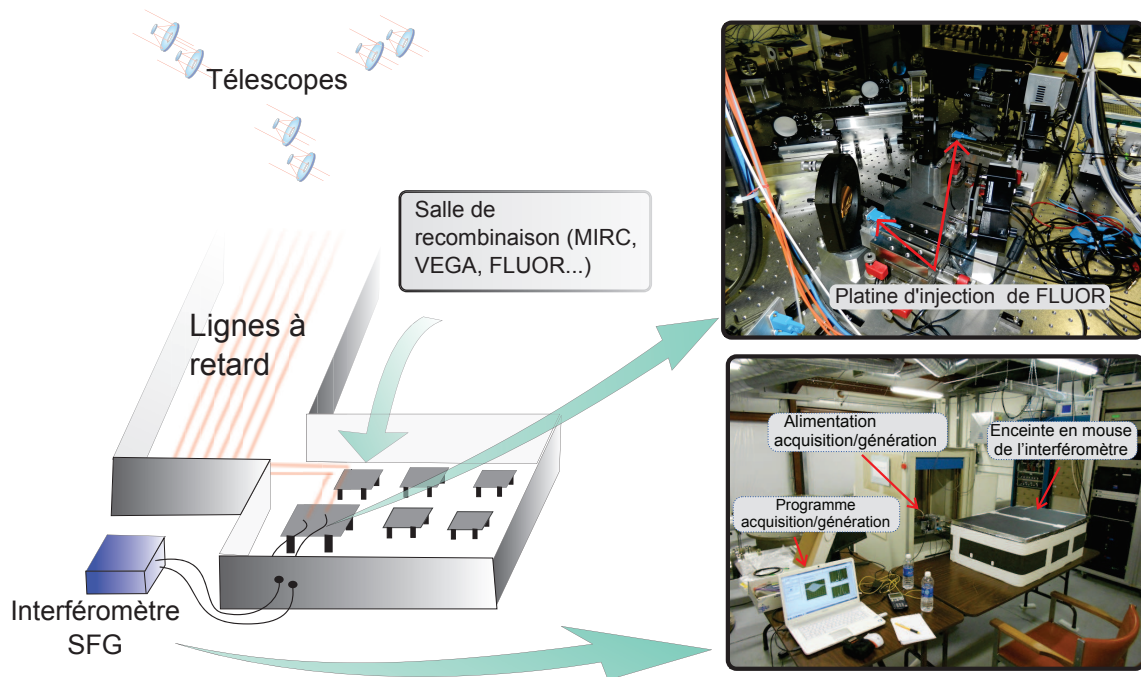 Télescopes
Salle de
recombinaison (MIRC,
VEGA, FLUOR...)
Lignes à
retard
Interféromètre
SFG
Platine d'injection de FLUOR
Alimentation
acquisition/génération
Enceinte en mouse
de l'interféromètre
Programme
acquisition/génération